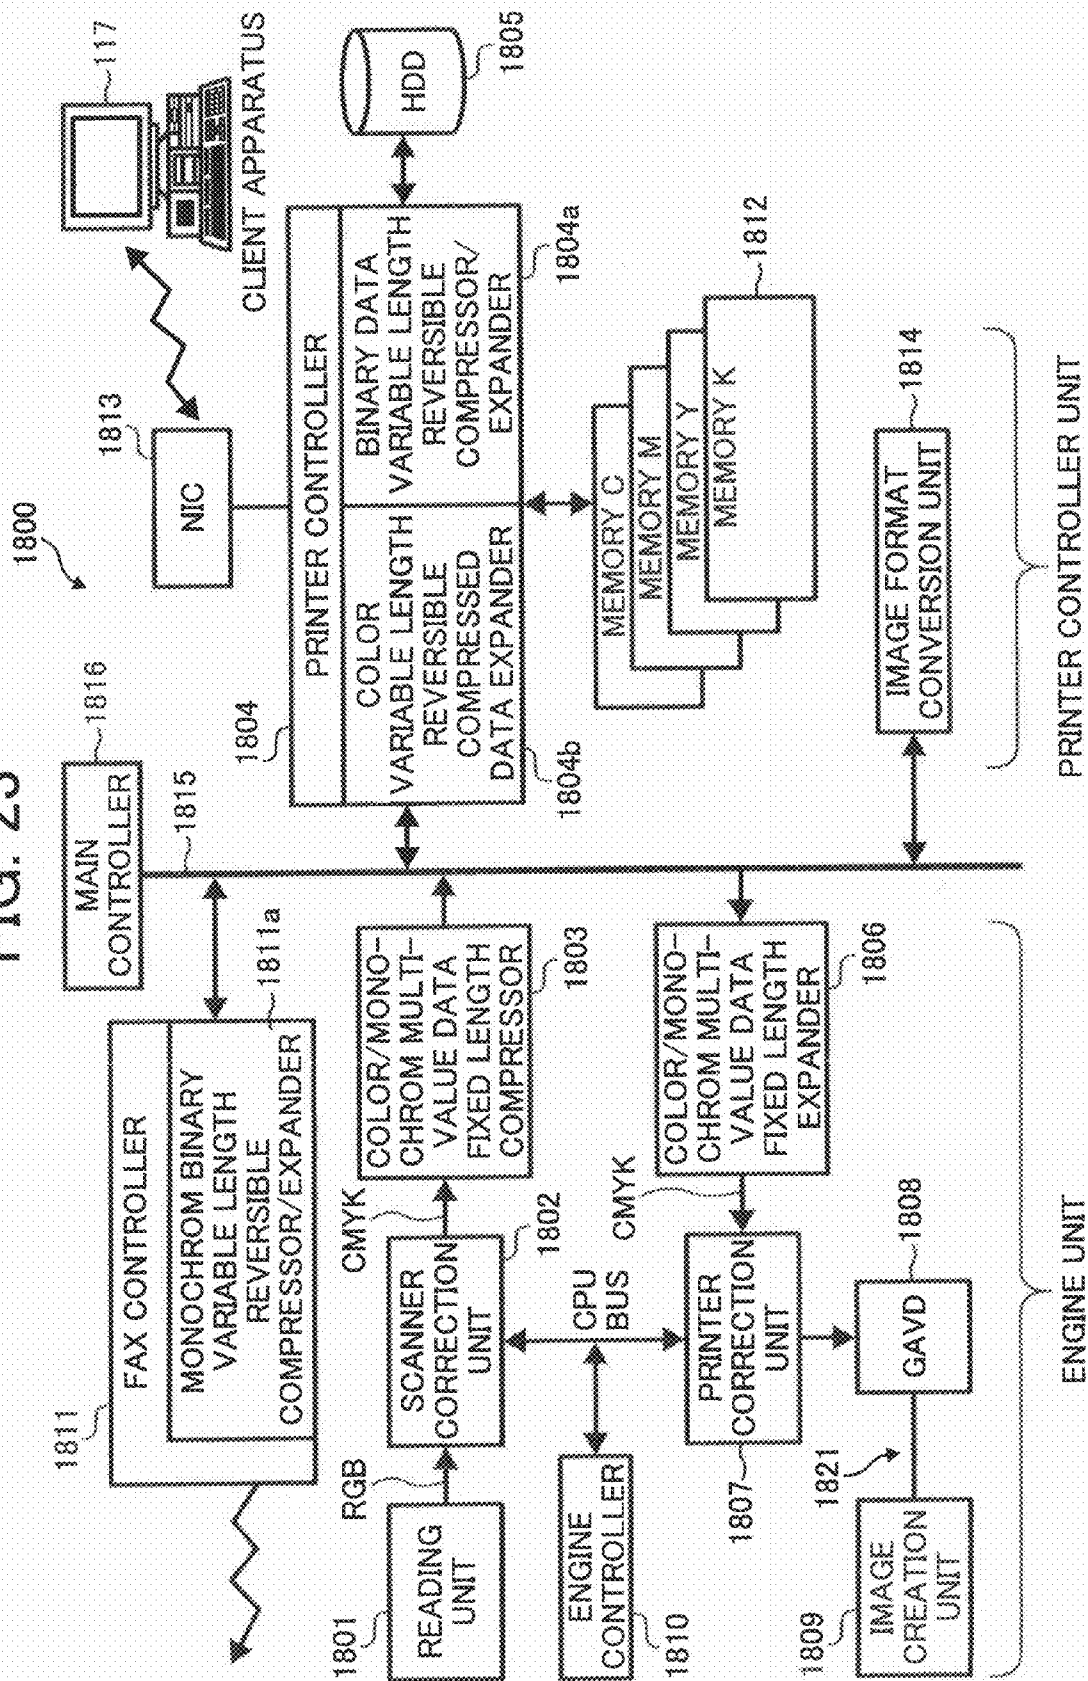 FIG. 23
1800
MAIN
CONTROLLER
1816
1815
1813
NIC
117
CLIENT APPARATUS
1811
FAX CONTROLLER
MONOCHROM BINARY
VARIABLE LENGTH
REVERSIBLE
COMPRESSOR/EXPANDER
1811a
1804
PRINTER CONTROLLER
COLOR
VARIABLE LENGTH
REVERSIBLE
COMPRESSED
DATA EXPANDER
1804b
BINARY DATA
VARIABLE LENGTH
REVERSIBLE
COMPRESSOR/
EXPANDER
1804a
HDD
1805
1801
READING
UNIT
RGB
SCANNER
CORRECTION
UNIT
1802
CMYK
COLOR/MONO-
CHROM MULTI-
VALUE DATA
FIXED LENGTH
COMPRESSOR
1803
MEMORY C
MEMORY M
MEMORY Y
MEMORY K
1812
ENGINE
CONTROLLER
1810
CPU
BUS
CMYK
COLOR/MONO-
CHROM MULTI-
VALUE DATA
FIXED LENGTH
EXPANDER
1806
1807
PRINTER
CORRECTION
UNIT
1808
GAVD
1821
1809
IMAGE
CREATION
UNIT
IMAGE FORMAT
CONVERSION UNIT
1814
ENGINE UNIT
PRINTER CONTROLLER UNIT